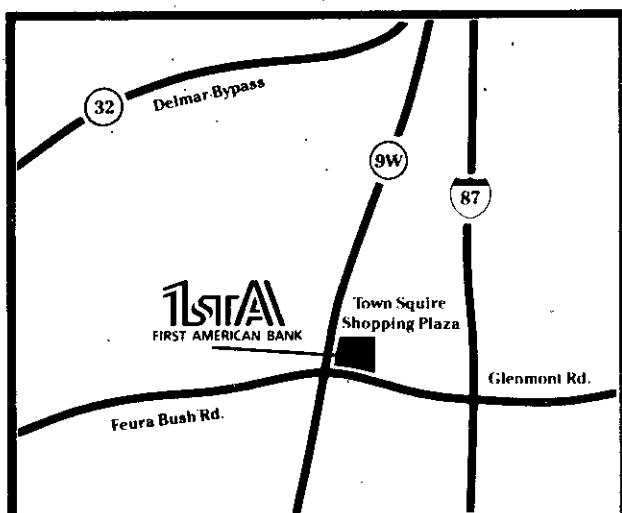 32
Delmar Bypass
9W
87
1STA
FIRST AMERICAN BANK
Town Squire
Shopping Plaza
Glenmont Rd.
Feura Bush Rd.